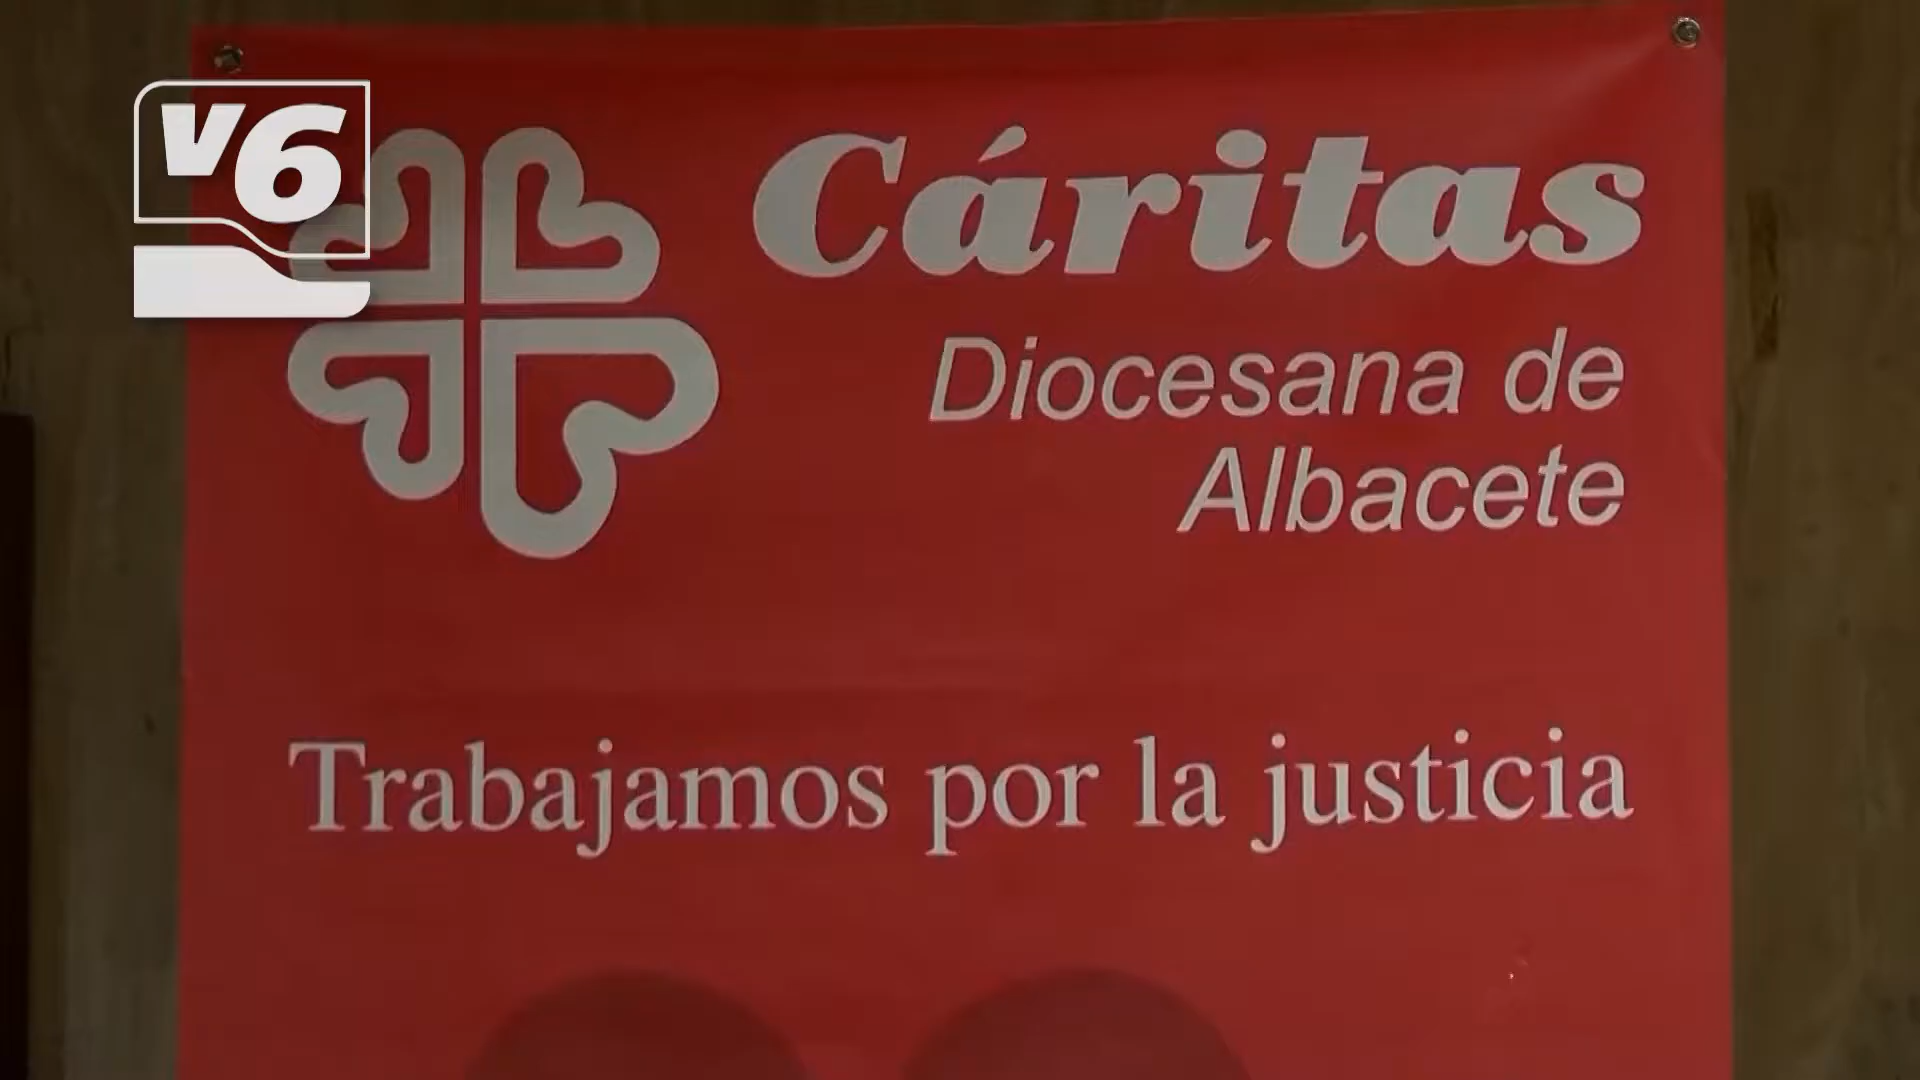 V6
Cáritas
Diocesana de
Albacete
Trabajamos por la justicia